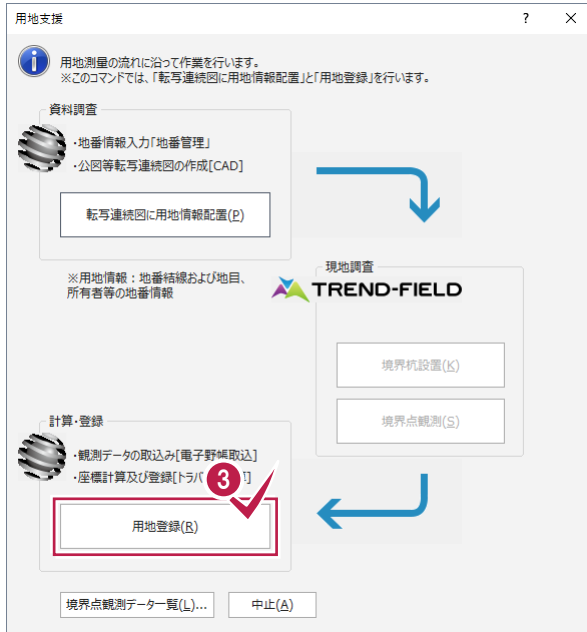 用地支援
? ×
用地測量の流れに沿って作業を行います。
※このコマンドでは、「転写連続図に用地情報配置」と「用地登録」を行います。
資料調査
・地番情報入力「地番管理」
・公図等転写連続図の作成[CAD]
転写連続図に用地情報配置(P)
※用地情報：地番結線および地目、
所有者等の地番情報
現地調査
TREND-FIELD
境界杭設置(K)
境界点観測(S)
計算・登録
・観測データの取込み[電子野帳取込]
・座標計算及び登録[トラバ
3
用地登録(R)
境界点観測データ一覧(L)...
中止(A)